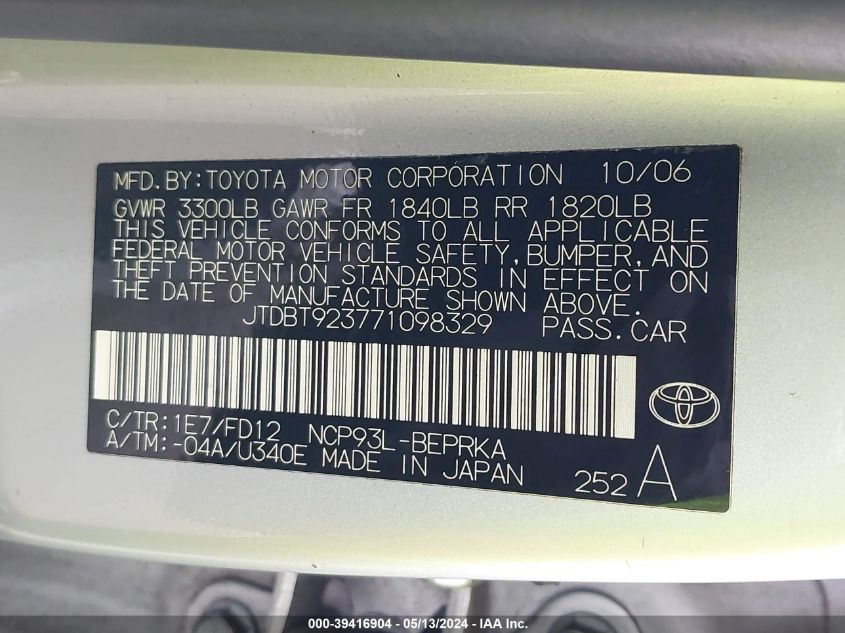 MFD.BY:TOYOTA MOTOR CORPORATION 10/06
GVWR 3300LB GAWR FR 1840LB RR 1820LB
THIS VEHICLE CONFORMS TO ALL APPLICABLE
FEDERAL MOTOR VEHICLE SAFETY,BUMPER,AND
THEFT PREVENTION STANDARDS IN EFFECT ON
THE DATE OF MANUFACTURE SHOWN ABOVE.
JTDBT923771098329 PASS.CAR
C/TR:1E7/FD12 NCP93L-BEPRKA
A/TM:-04A/U340E MADE IN JAPAN
252 A
000-39416904 - 05/13/2024 - IAA Inc.